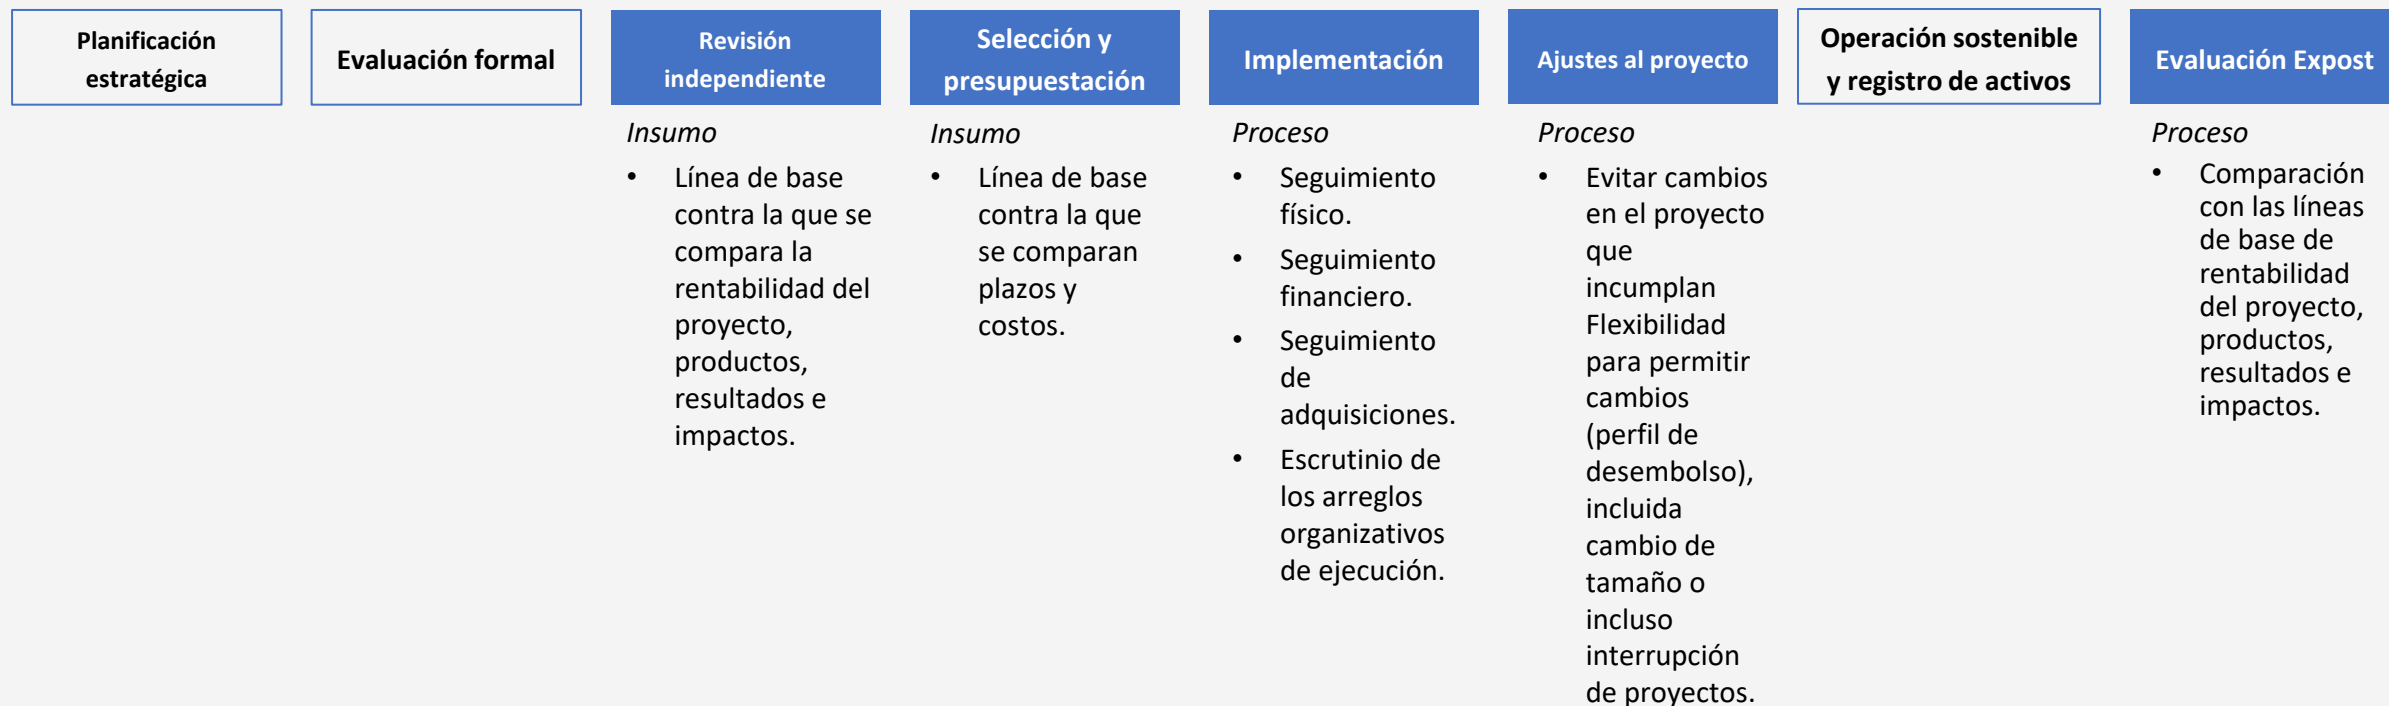 Planificación
estratégica
Evaluación formal
Revisión
independiente
Selección y
presupuestación
Implementación
Ajustes al proyecto
Operación sostenible
y registro de activos
Evaluación Expost
Insumo
• Línea de base
contra la que se
compara la
rentabilidad del
proyecto,
productos,
resultados e
impactos.
Insumo
• Línea de base
contra la que
se comparan
plazos y
costos.
Proceso
• Seguimiento
físico.
• Seguimiento
financiero.
• Seguimiento
de
adquisiciones.
• Escrutinio de
los arreglos
organizativos
de ejecución.
Proceso
• Evitar cambios
en el proyecto
que
incumplan
Flexibilidad
para permitir
cambios
(perfil de
desembolso),
incluida
cambio de
tamaño o
incluso
interrupción
de proyectos.
Proceso
• Comparación
con las líneas
de base de
rentabilidad
del proyecto,
productos,
resultados e
impactos.